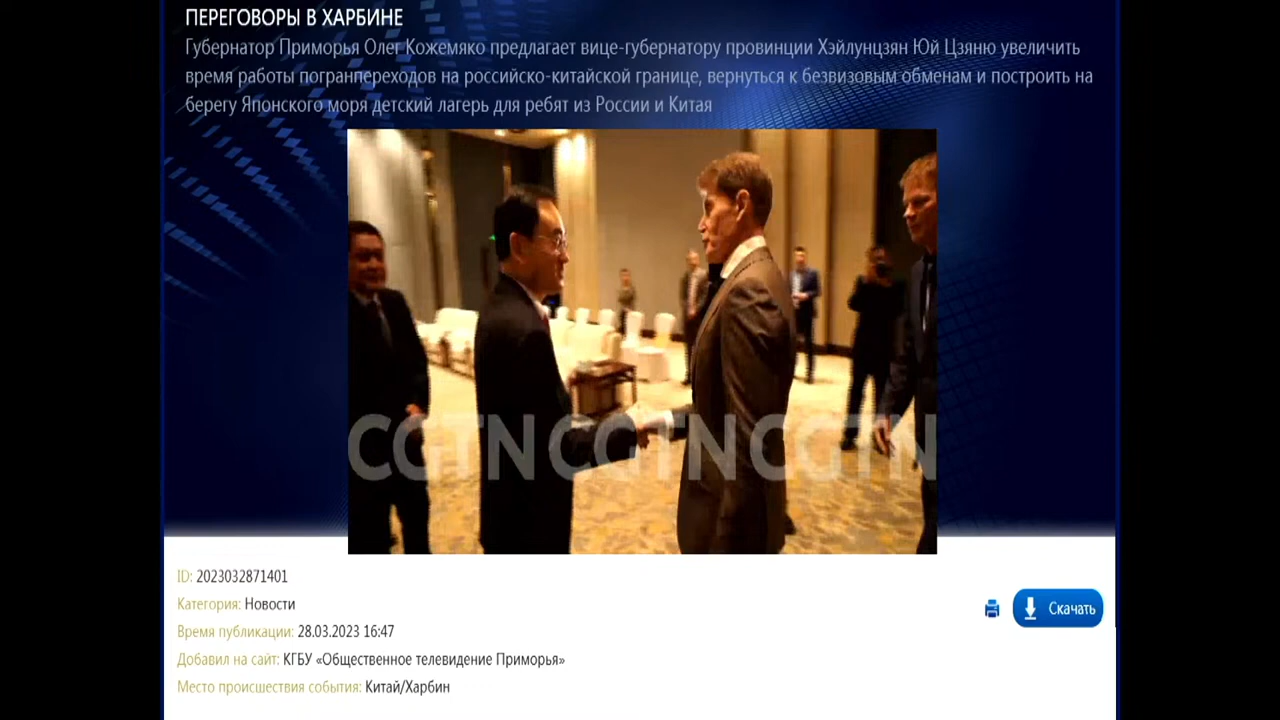 ПЕРЕГОВОРЫ В ХАРБИНЕ
Губернатор Приморья Олег Кожемяко предлагает вице-губернатору провинции Хэйлунцзян Юй Цзяню увеличить
время работы погранпереходов на российско-китайской границе, вернуться к безвизовым обменам и построить на
берегу Японского моря детский лагерь для ребят из России и Китая
CGTNCGTNCGTN
ID: 2023032871401
Категория: Новости
Скачать
Время публикации: 28.03.2023 16:47
Добавил на сайт: КГБУ «Общественное телевидение Приморья»
Место происшествия события: Китай/Харбин